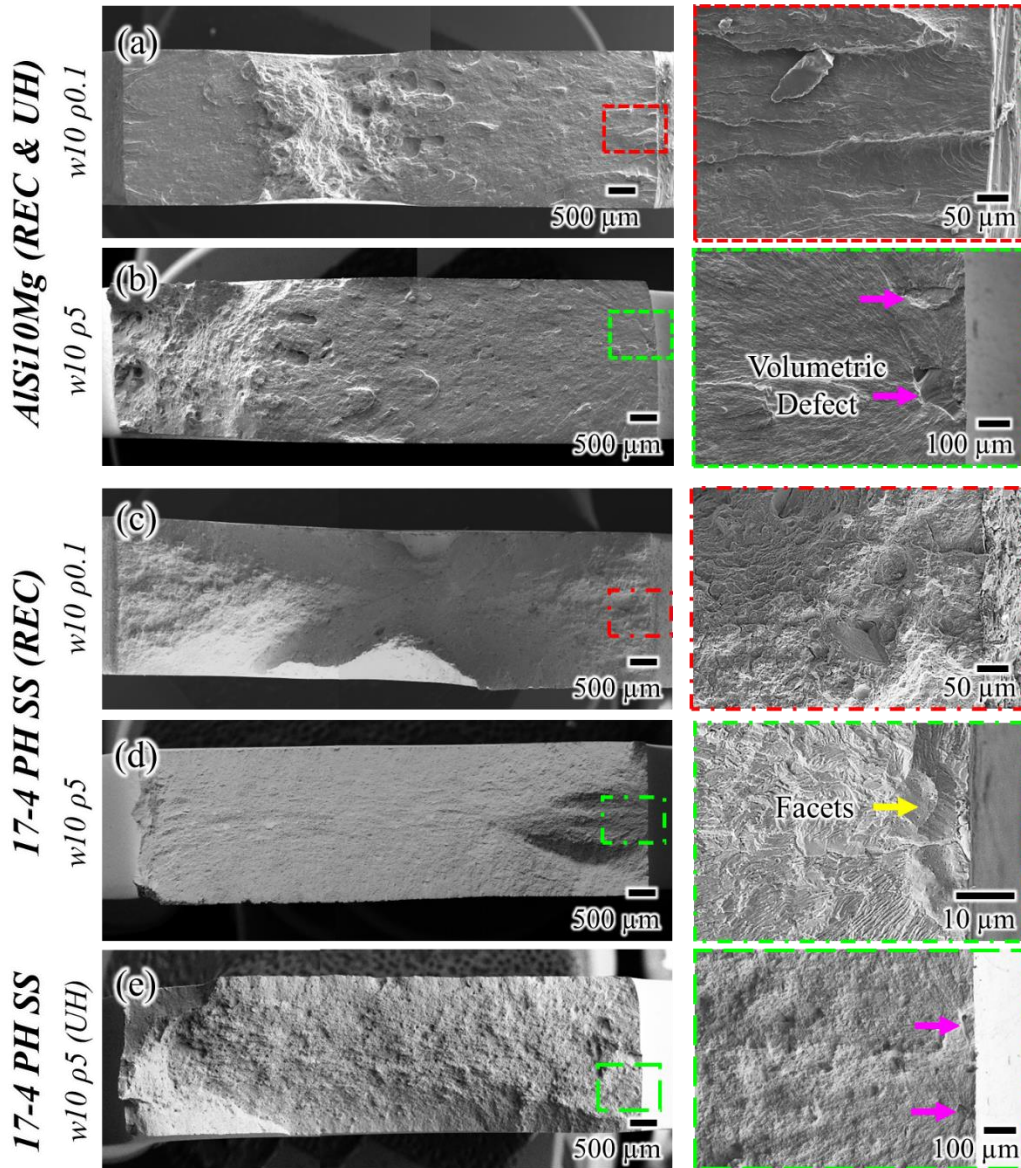 AlSi10Mg (REC & UH)
w10 ρ0.1
(a)
500 µm
50 µm
w10 ρ5
(b)
500 µm
Volumetric
Defect
100 µm
17-4 PH SS (REC)
w10 ρ0.1
(c)
500 µm
50 µm
w10 ρ5
(d)
500 µm
Facets
10 µm
17-4 PH SS
w10 ρ5 (UH)
(e)
500 µm
100 µm